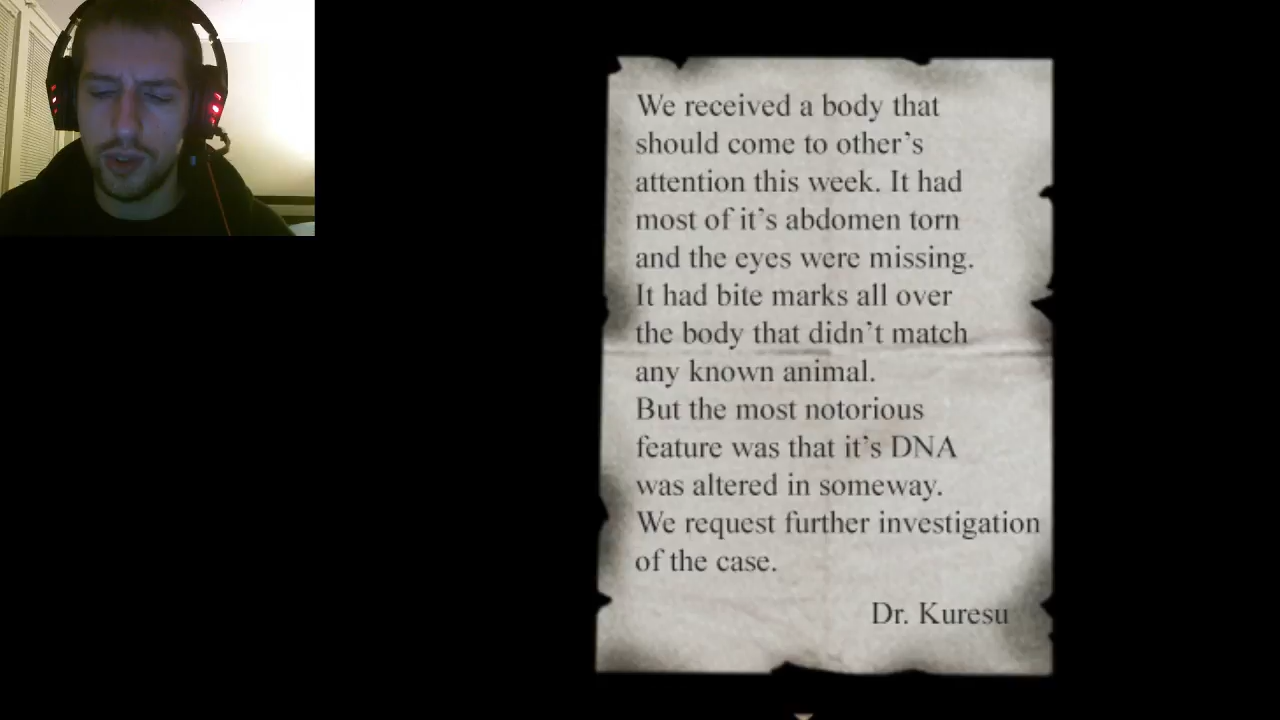 We received a body that
should come to other's
attention this week. It had
most of it's abdomen torn
and the eyes were missing.
It had bite marks all over
the body that didn't match
any known animal.
But the most notorious
feature was that it's DNA
was altered in someway.
We request further investigation
of the case.
Dr. Kuresu